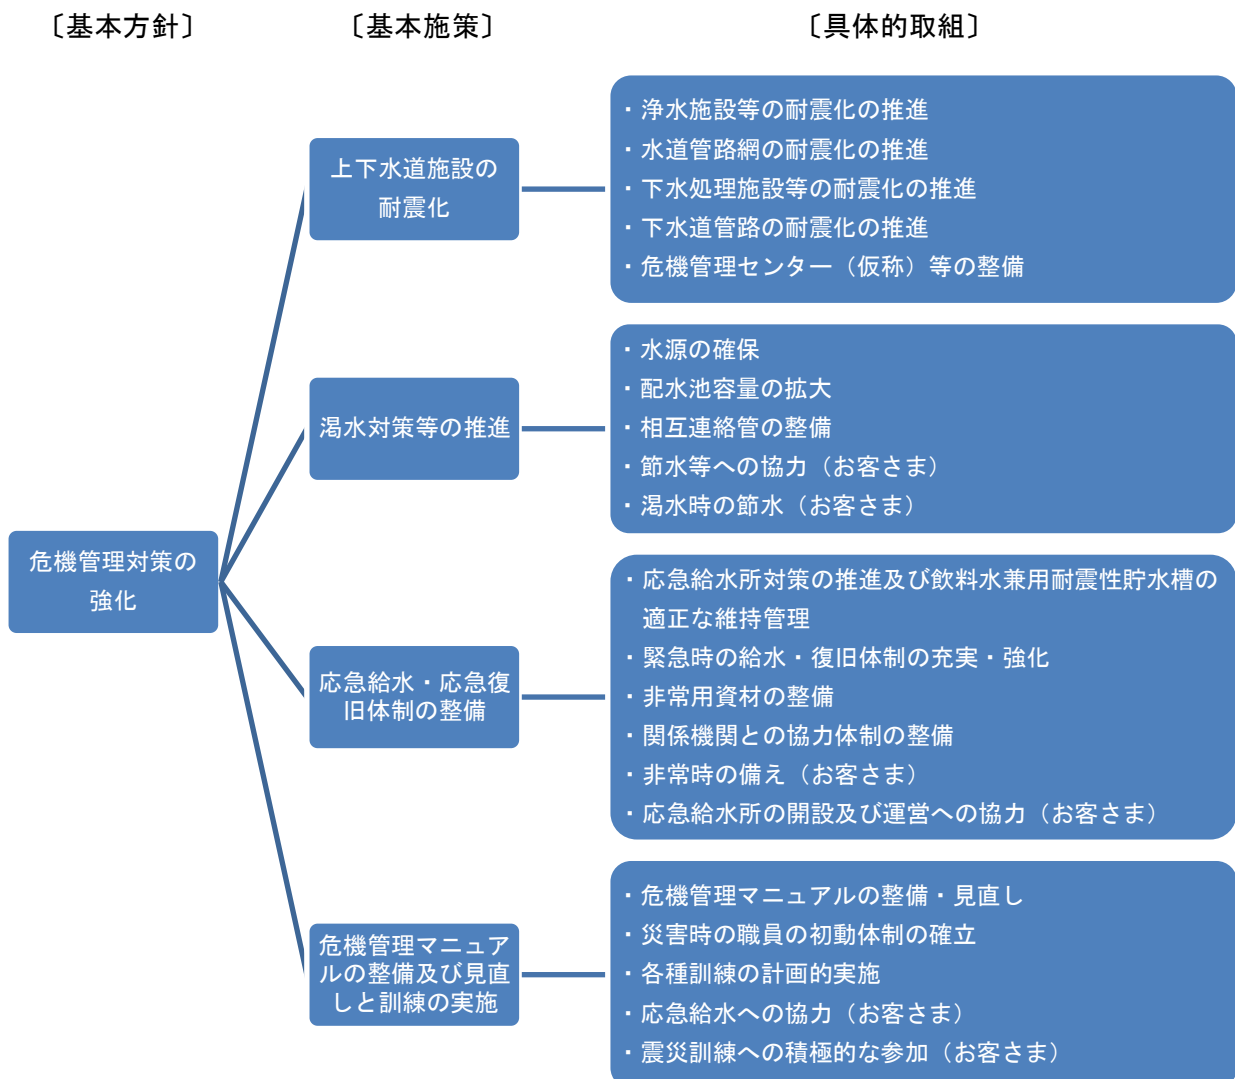 〔基本方針〕
〔基本施策〕
〔具体的取組〕
危機管理対策の
強化
上下水道施設の
耐震化
・浄水施設等の耐震化の推進
・水道管路網の耐震化の推進
・下水処理施設等の耐震化の推進
・下水道管路の耐震化の推進
・危機管理センター（仮称）等の整備
渇水対策等の推進
・水源の確保
・配水池容量の拡大
・相互連絡管の整備
・節水等への協力（お客さま）
・渇水時の節水（お客さま）
応急給水・応急復
旧体制の整備
・応急給水所対策の推進及び飲料水兼用耐震性貯水槽の
適正な維持管理
・緊急時の給水・復旧体制の充実・強化
・非常用資材の整備
・関係機関との協力体制の整備
・非常時の備え（お客さま）
・応急給水所の開設及び運営への協力（お客さま）
危機管理マニュア
ルの整備及び見直
しと訓練の実施
・危機管理マニュアルの整備・見直し
・災害時の職員の初動体制の確立
・各種訓練の計画的実施
・応急給水への協力（お客さま）
・震災訓練への積極的な参加（お客さま）